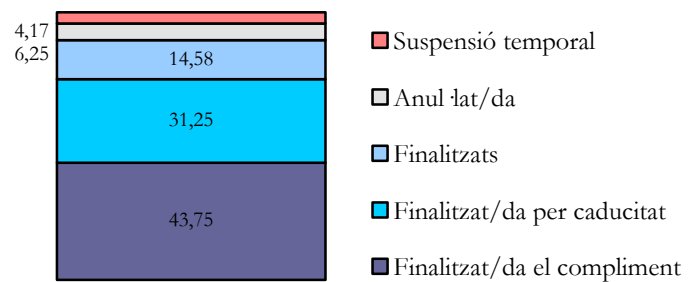 4,17
6,25
14,58
31,25
43,75
Suspensió temporal
Anul·lat/da
Finalitzats
Finalitzat/da per caducitat
Finalitzat/da el compliment